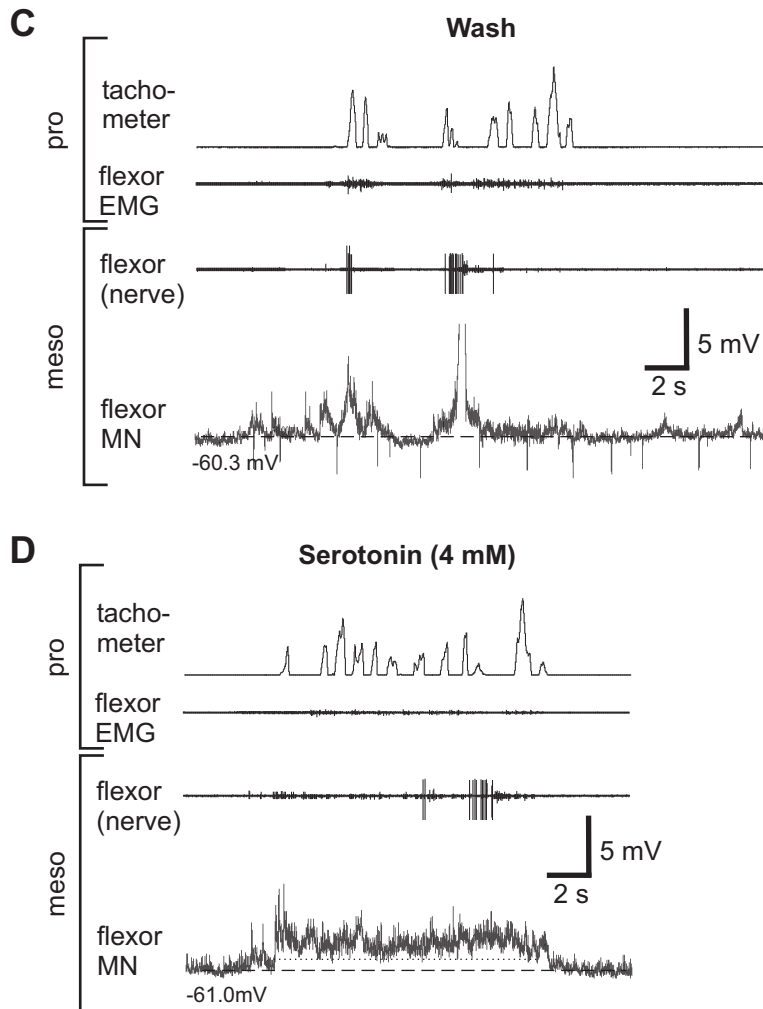 C
Wash
pro
tacho-
meter
flexor
EMG
meso
flexor
(nerve)
5 mV
2 s
flexor
MN
-60.3 mV
D
Serotonin (4 mM)
pro
tacho-
meter
flexor
EMG
meso
flexor
(nerve)
5 mV
2 s
flexor
MN
-61.0mV